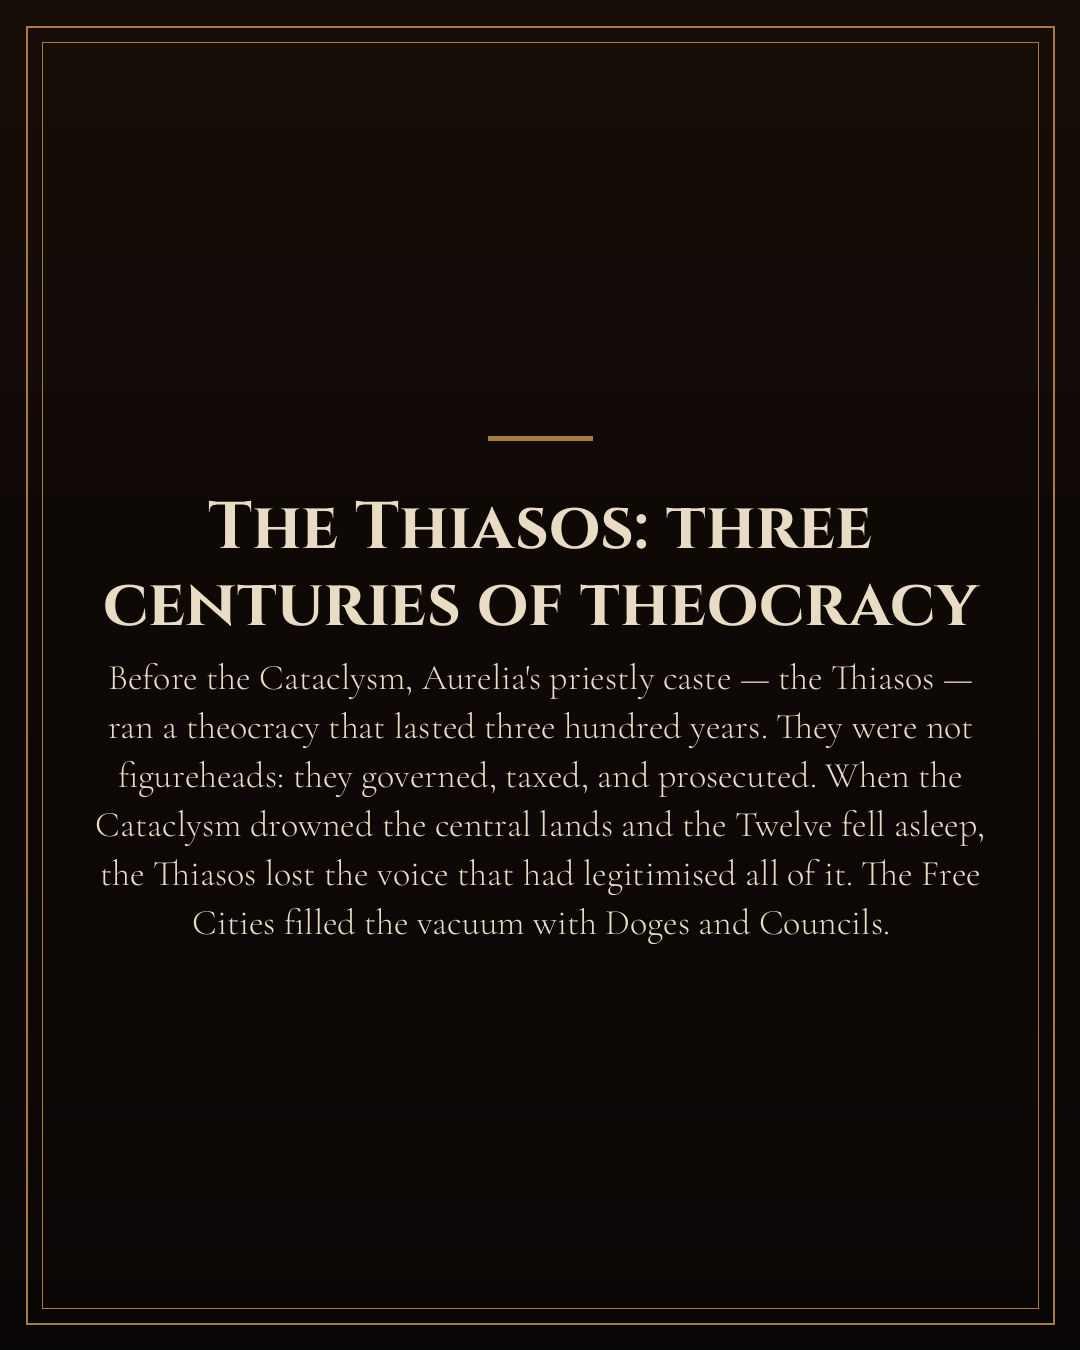 The Thiasos: three
centuries of theocracy
Before the Cataclysm, Aurelia's priestly caste — the Thiasos —
ran a theocracy that lasted three hundred years. They were not
figureheads: they governed, taxed, and prosecuted. When the
Cataclysm drowned the central lands and the Twelve fell asleep,
the Thiasos lost the voice that had legitimised all of it. The Free
Cities filled the vacuum with Doges and Councils.